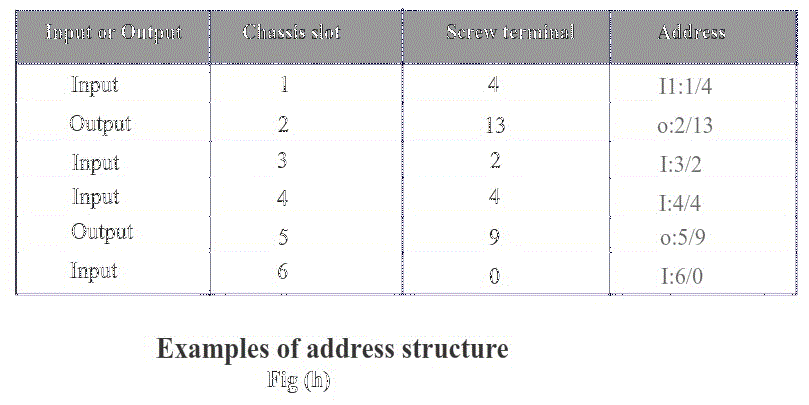 Input or Output Chassis slot Screw terminal Address
Input 1 4 I1:1/4
Output 2 13 o:2/13
Input 3 2 I:3/2
Input 4 4 I:4/4
Output 5 9 o:5/9
Input 6 0 I:6/0
Examples of address structure
Fig (h)